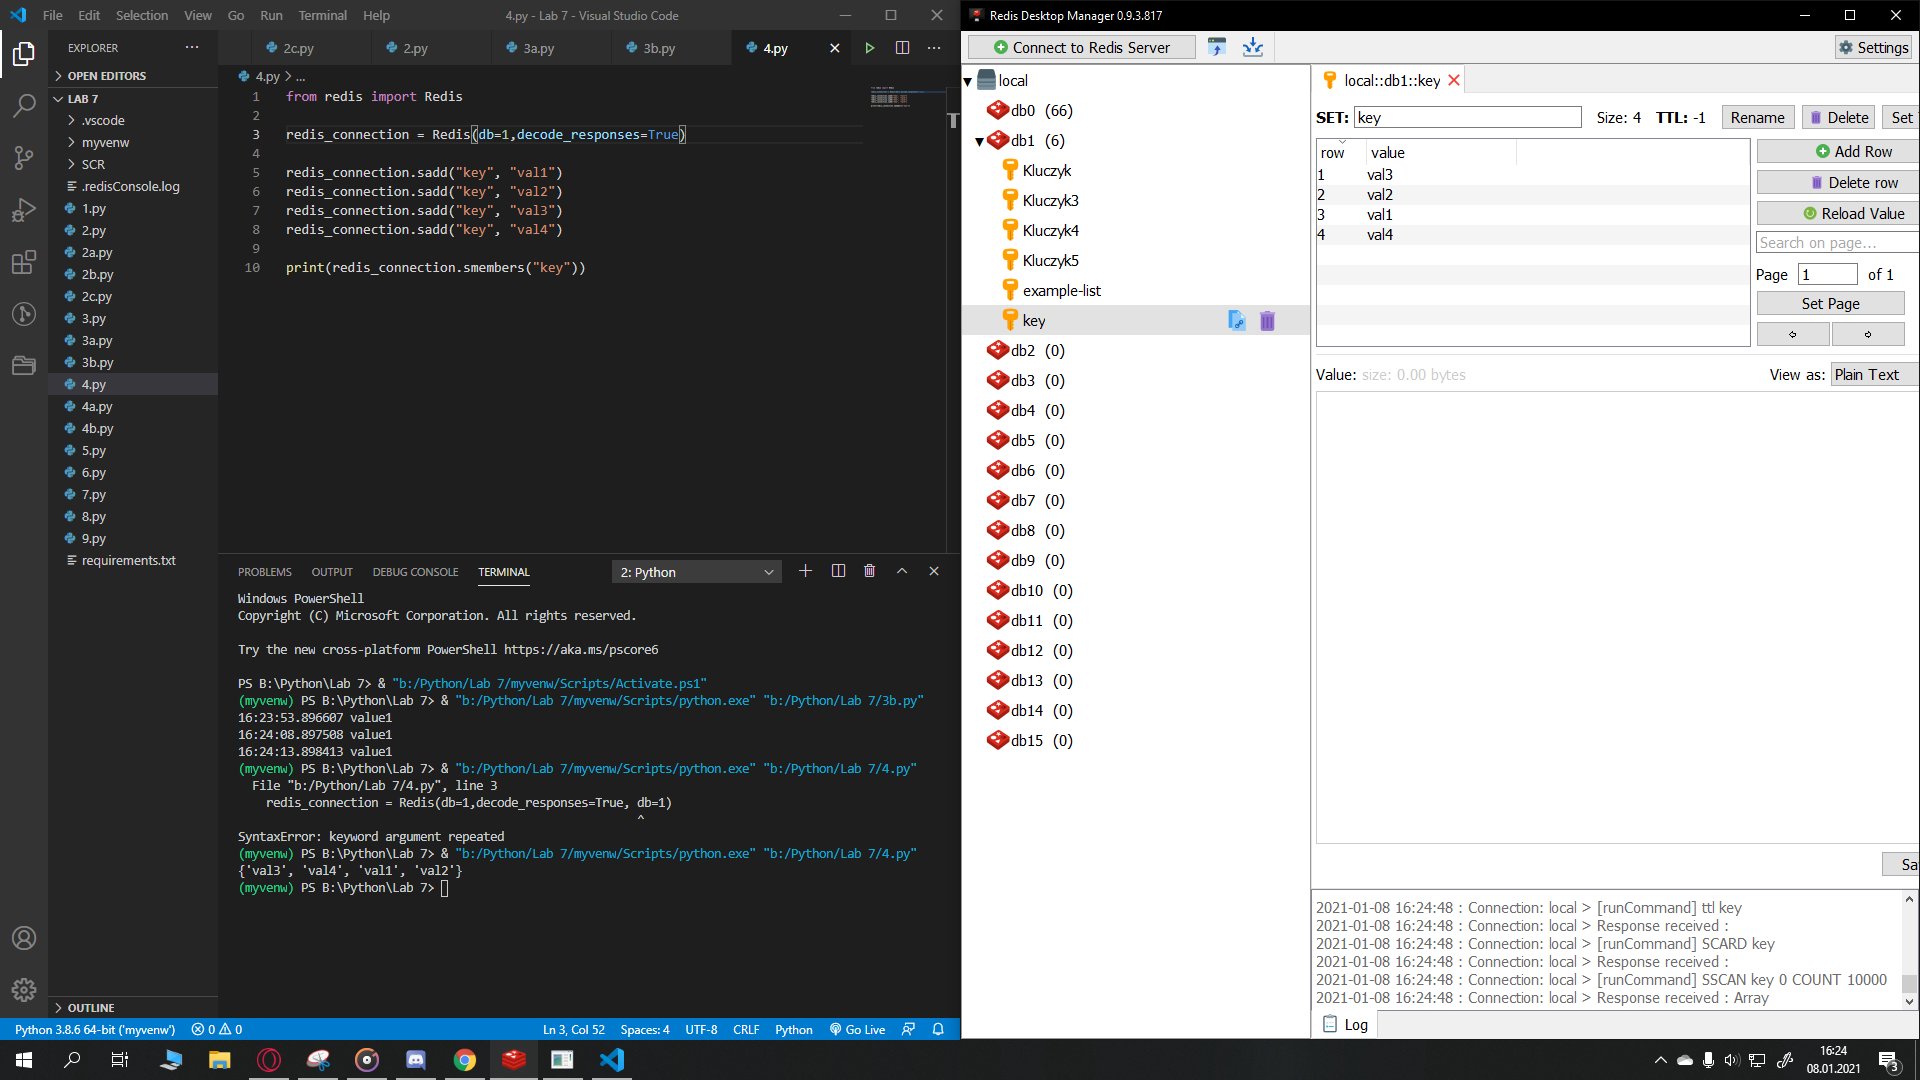 File Edit Selection View Go Run Terminal Help
4.py - Lab 7 - Visual Studio Code
EXPLORER
OPEN EDITORS
LAB 7
.vscode
myvenw
SCR
.redisConsole.log
1.py
2.py
2a.py
2b.py
2c.py
3.py
3a.py
3b.py
4.py
4a.py
4b.py
5.py
6.py
7.py
8.py
9.py
requirements.txt
OUTLINE
2c.py 2.py 3a.py 3b.py 4.py
4.py > ...
1 from redis import Redis
2
3 redis_connection = Redis(db=1,decode_responses=True)
4
5 redis_connection.sadd("key", "val1")
6 redis_connection.sadd("key", "val2")
7 redis_connection.sadd("key", "val3")
8 redis_connection.sadd("key", "val4")
9
10 print(redis_connection.smembers("key"))
PROBLEMS OUTPUT DEBUG CONSOLE TERMINAL 2: Python
Windows PowerShell
Copyright (C) Microsoft Corporation. All rights reserved.
Try the new cross-platform PowerShell https://aka.ms/pscore6
PS B:\Python\Lab 7> & "b:/Python/Lab 7/myvenw/Scripts/Activate.ps1"
(myvenw) PS B:\Python\Lab 7> & "b:/Python/Lab 7/myvenw/Scripts/python.exe" "b:/Python/Lab 7/3b.py"
16:23:53.896607 value1
16:24:08.897508 value1
16:24:13.898413 value1
(myvenw) PS B:\Python\Lab 7> & "b:/Python/Lab 7/myvenw/Scripts/python.exe" "b:/Python/Lab 7/4.py"
File "b:/Python/Lab 7/4.py", line 3
redis_connection = Redis(db=1,decode_responses=True, db=1)
^
SyntaxError: keyword argument repeated
(myvenw) PS B:\Python\Lab 7> & "b:/Python/Lab 7/myvenw/Scripts/python.exe" "b:/Python/Lab 7/4.py"
{'val3', 'val4', 'val1', 'val2'}
(myvenw) PS B:\Python\Lab 7>
Python 3.8.6 64-bit ('myvenw') 0 0 Ln 3, Col 52 Spaces: 4 UTF-8 CRLF Python Go Live
Redis Desktop Manager 0.9.3.817
Connect to Redis Server
Settings
local
db0 (66)
db1 (6)
Kluczyk
Kluczyk3
Kluczyk4
Kluczyk5
example-list
key
db2 (0)
db3 (0)
db4 (0)
db5 (0)
db6 (0)
db7 (0)
db8 (0)
db9 (0)
db10 (0)
db11 (0)
db12 (0)
db13 (0)
db14 (0)
db15 (0)
local::db1::key
SET: key Size: 4 TTL: -1 Rename Delete Set
row value
1 val3
2 val2
3 val1
4 val4
Add Row
Delete row
Reload Value
Search on page...
Page 1 of 1
Set Page
Value: size: 0.00 bytes View as: Plain Text
Sa
2021-01-08 16:24:48 : Connection: local > [runCommand] ttl key
2021-01-08 16:24:48 : Connection: local > Response received :
2021-01-08 16:24:48 : Connection: local > [runCommand] SCARD key
2021-01-08 16:24:48 : Connection: local > Response received :
2021-01-08 16:24:48 : Connection: local > [runCommand] SSCAN key 0 COUNT 10000
2021-01-08 16:24:48 : Connection: local > Response received : Array
Log
16:24
08.01.2021
3